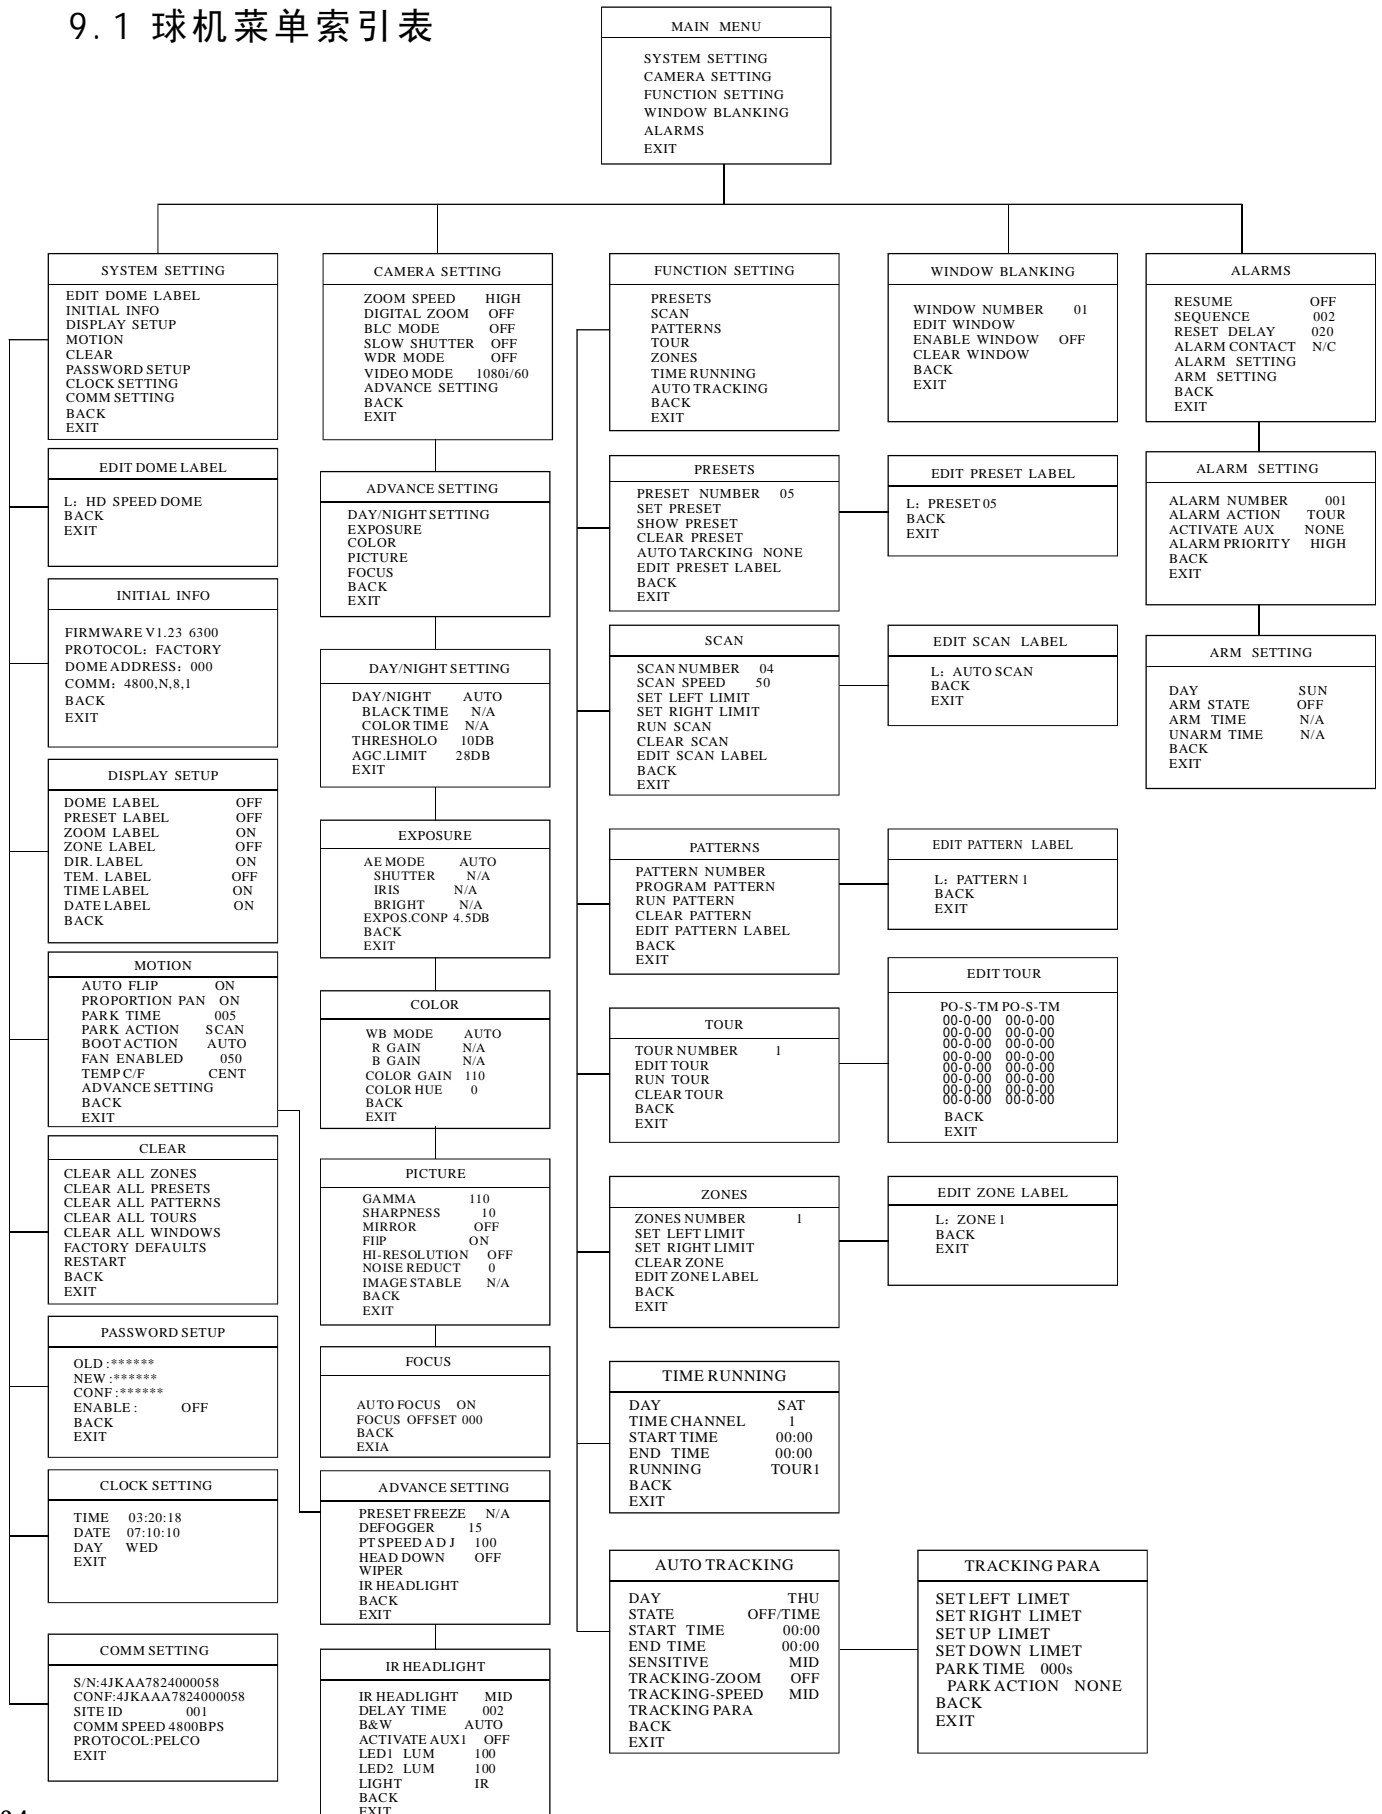 9.1 球机菜单索引表
MAIN MENU
SYSTEM SETTING
CAMERA SETTING
FUNCTION SETTING
WINDOW BLANKING
ALARMS
EXIT
SYSTEM SETTING
EDIT DOME LABEL
INITIAL INFO
DISPLAY SETUP
MOTION
CLEAR
PASSWORD SETUP
CLOCK SETTING
COMM SETTING
BACK
EXIT
EDIT DOME LABEL
L: HD SPEED DOME
BACK
EXIT
INITIAL INFO
FIRMWARE V1.23 6300
PROTOCOL: FACTORY
DOME ADDRESS: 000
COMM: 4800,N,8,1
BACK
EXIT
DISPLAY SETUP
DOME LABEL OFF
PRESET LABEL OFF
ZOOM LABEL ON
ZONE LABEL OFF
DIR. LABEL ON
TEM. LABEL OFF
TIME LABEL ON
DATE LABEL ON
BACK
MOTION
AUTO FLIP ON
PROPORTION PAN ON
PARK TIME 005
PARK ACTION SCAN
BOOT ACTION AUTO
FAN ENABLED 050
TEMP C/F CENT
ADVANCE SETTING
BACK
EXIT
CLEAR
CLEAR ALL ZONES
CLEAR ALL PRESETS
CLEAR ALL PATTERNS
CLEAR ALL TOURS
CLEAR ALL WINDOWS
FACTORY DEFAULTS
RESTART
BACK
EXIT
PASSWORD SETUP
OLD :******
NEW :******
CONF :******
ENABLE : OFF
BACK
EXIT
CLOCK SETTING
TIME 03:20:18
DATE 07:10:10
DAY WED
EXIT
COMM SETTING
S/N:4JKAA7824000058
CONF:4JKAAA7824000058
SITE ID 001
COMM SPEED 4800BPS
PROTOCOL:PELCO
EXIT
CAMERA SETTING
ZOOM SPEED HIGH
DIGITAL ZOOM OFF
BLC MODE OFF
SLOW SHUTTER OFF
WDR MODE OFF
VIDEO MODE 1080i/60
ADVANCE SETTING
BACK
EXIT
ADVANCE SETTING
DAY/NIGHT SETTING
EXPOSURE
COLOR
PICTURE
FOCUS
BACK
EXIT
DAY/NIGHT SETTING
DAY/NIGHT AUTO
BLACK TIME N/A
COLOR TIME N/A
THRESHOLO 10DB
AGC.LIMIT 28DB
EXIT
EXPOSURE
AE MODE AUTO
SHUTTER N/A
IRIS N/A
BRIGHT N/A
EXPOS.CONP 4.5DB
BACK
EXIT
COLOR
WB MODE AUTO
R GAIN N/A
B GAIN N/A
COLOR GAIN 110
COLOR HUE 0
BACK
EXIT
PICTURE
GAMMA 110
SHARPNESS 10
MIRROR OFF
FIIP ON
HI-RESOLUTION OFF
NOISE REDUCT 0
IMAGE STABLE N/A
BACK
EXIT
FOCUS
AUTO FOCUS ON
FOCUS OFFSET 000
BACK
EXIA
ADVANCE SETTING
PRESET FREEZE N/A
DEFOGGER 15
PT SPEED A D J 100
HEAD DOWN OFF
WIPER
IR HEADLIGHT
BACK
EXIT
IR HEADLIGHT
IR HEADLIGHT MID
DELAY TIME 002
B&W AUTO
ACTIVATE AUX1 OFF
LED1 LUM 100
LED2 LUM 100
LIGHT IR
BACK
EXIT
FUNCTION SETTING
PRESETS
SCAN
PATTERNS
TOUR
ZONES
TIME RUNNING
AUTO TRACKING
BACK
EXIT
PRESETS
PRESET NUMBER 05
SET PRESET
SHOW PRESET
CLEAR PRESET
AUTO TARCKING NONE
EDIT PRESET LABEL
BACK
EXIT
SCAN
SCAN NUMBER 04
SCAN SPEED 50
SET LEFT LIMIT
SET RIGHT LIMIT
RUN SCAN
CLEAR SCAN
EDIT SCAN LABEL
BACK
EXIT
PATTERNS
PATTERN NUMBER
PROGRAM PATTERN
RUN PATTERN
CLEAR PATTERN
EDIT PATTERN LABEL
BACK
EXIT
TOUR
TOUR NUMBER 1
EDIT TOUR
RUN TOUR
CLEAR TOUR
BACK
EXIT
ZONES
ZONES NUMBER 1
SET LEFT LIMIT
SET RIGHT LIMIT
CLEAR ZONE
EDIT ZONE LABEL
BACK
EXIT
TIME RUNNING
DAY SAT
TIME CHANNEL 1
START TIME 00:00
END TIME 00:00
RUNNING TOUR1
BACK
EXIT
AUTO TRACKING
DAY THU
STATE OFF/TIME
START TIME 00:00
END TIME 00:00
SENSITIVE MID
TRACKING-ZOOM OFF
TRACKING-SPEED MID
TRACKING PARA
BACK
EXIT
WINDOW BLANKING
WINDOW NUMBER 01
EDIT WINDOW
ENABLE WINDOW OFF
CLEAR WINDOW
BACK
EXIT
EDIT PRESET LABEL
L: PRESET 05
BACK
EXIT
EDIT SCAN LABEL
L: AUTO SCAN
BACK
EXIT
EDIT PATTERN LABEL
L: PATTERN 1
BACK
EXIT
EDIT TOUR
PO-S-TM PO-S-TM
00-0-00 00-0-00
00-0-00 00-0-00
00-0-00 00-0-00
00-0-00 00-0-00
00-0-00 00-0-00
00-0-00 00-0-00
00-0-00 00-0-00
00-0-00 00-0-00
BACK
EXIT
EDIT ZONE LABEL
L: ZONE 1
BACK
EXIT
TRACKING PARA
SET LEFT LIMET
SET RIGHT LIMET
SET UP LIMET
SET DOWN LIMET
PARK TIME 000s
PARK ACTION NONE
BACK
EXIT
ALARMS
RESUME OFF
SEQUENCE 002
RESET DELAY 020
ALARM CONTACT N/C
ALARM SETTING
ARM SETTING
BACK
EXIT
ALARM SETTING
ALARM NUMBER 001
ALARM ACTION TOUR
ACTIVATE AUX NONE
ALARM PRIORITY HIGH
BACK
EXIT
ARM SETTING
DAY SUN
ARM STATE OFF
ARM TIME N/A
UNARM TIME N/A
BACK
EXIT